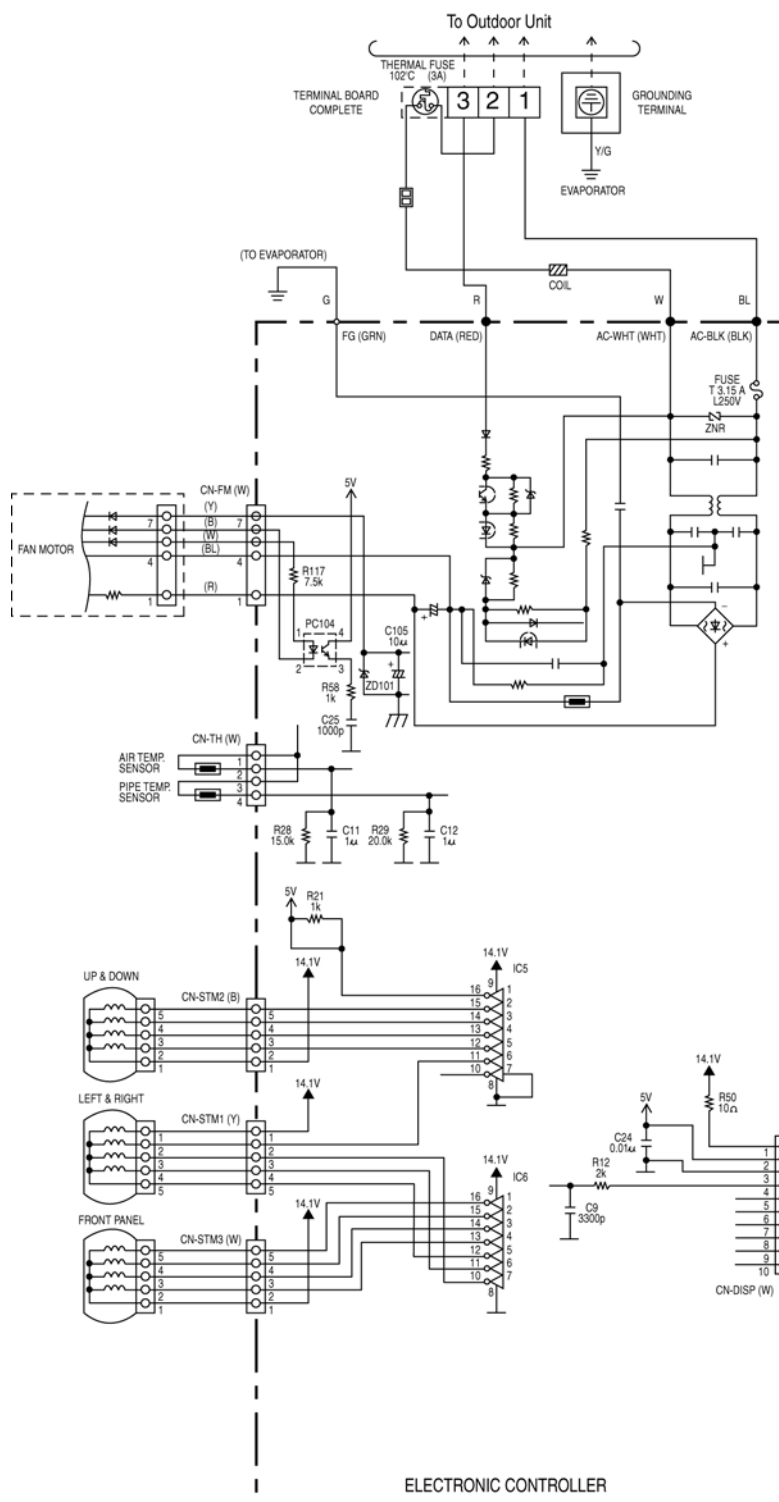 To Outdoor Unit
THERMAL FUSE
102°C (3A)
TERMINAL BOARD
COMPLETE
3 2 1
GROUNDING
TERMINAL
Y/G
EVAPORATOR
(TO EVAPORATOR)
COIL
G
R
W
BL
FG (GRN)
DATA (RED)
AC-WHT (WHT)
AC-BLK (BLK)
FUSE
T 3.15 A
L250V
ZNR
5V
CN-FM (W)
(Y)
7 7
(B)
(W)
(BL)
4 4
(R)
1 1
FAN MOTOR
R117
7.5k
PC104
1 4
2 3
C105
10μ
+
ZD101
R58
1k
C25
1000p
+
−
+
CN-TH (W)
AIR TEMP.
SENSOR
PIPE TEMP.
SENSOR
1
2
3
4
R28
15.0k
C11
1μ
R29
20.0k
C12
1μ
5V
R21
1k
UP & DOWN
CN-STM2 (B)
14.1V
5 5
4 4
3 3
2 2
1 1
14.1V
IC5
9
16 1
15 2
14 3
13 4
12 5
11 6
10 7
8
LEFT & RIGHT
CN-STM1 (Y)
14.1V
1 1
2 2
3 3
4 4
5 5
14.1V
IC6
9
16 1
15 2
14 3
13 4
12 5
11 6
10 7
8
FRONT PANEL
CN-STM3 (W)
14.1V
5 5
4 4
3 3
2 2
1 1
14.1V
R50
10Ω
5V
C24
0.01μ
R12
2k
C9
3300p
1
2
3
4
5
6
7
8
9
10
CN-DISP (W)
ELECTRONIC CONTROLLER